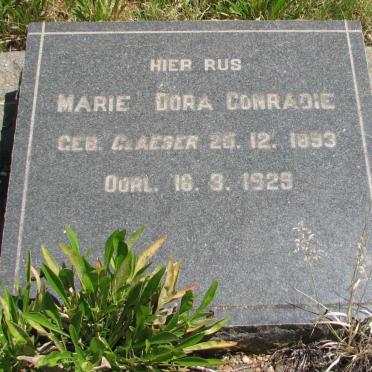 HIER RUS
MARIE DORA CONRADIE
GEB. GLAESER 25. 12. 1893
OORL. 16. 3. 1929